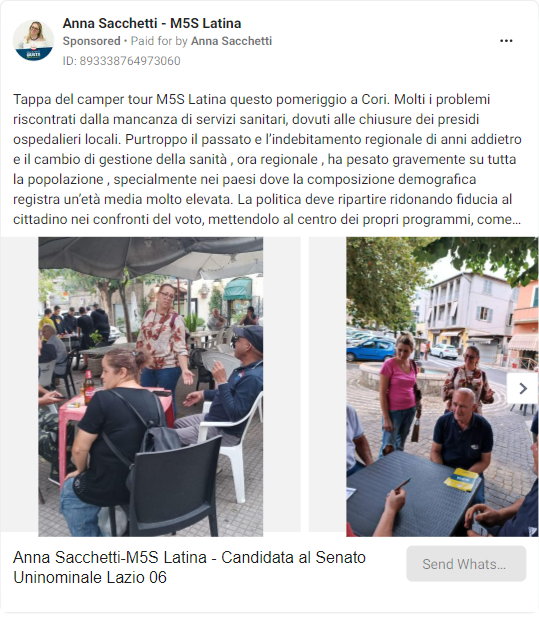 Anna Sacchetti - M5S Latina
Sponsored • Paid for by Anna Sacchetti
ID: 893338764973060
Tappa del camper tour M5S Latina questo pomeriggio a Cori. Molti i problemi
riscontrati dalla mancanza di servizi sanitari, dovuti alle chiusure dei presidi
ospedalieri locali. Purtroppo il passato e l'indebitamento regionale di anni addietro
e il cambio di gestione della sanità , ora regionale , ha pesato gravemente su tutta
la popolazione , specialmente nei paesi dove la composizione demografica
registra un'età media molto elevata. La politica deve ripartire ridonando fiducia al
cittadino nei confronti del voto, mettendolo al centro dei propri programmi, come...
Anna Sacchetti-M5S Latina - Candidata al Senato
Uninominale Lazio 06
Send Whats...